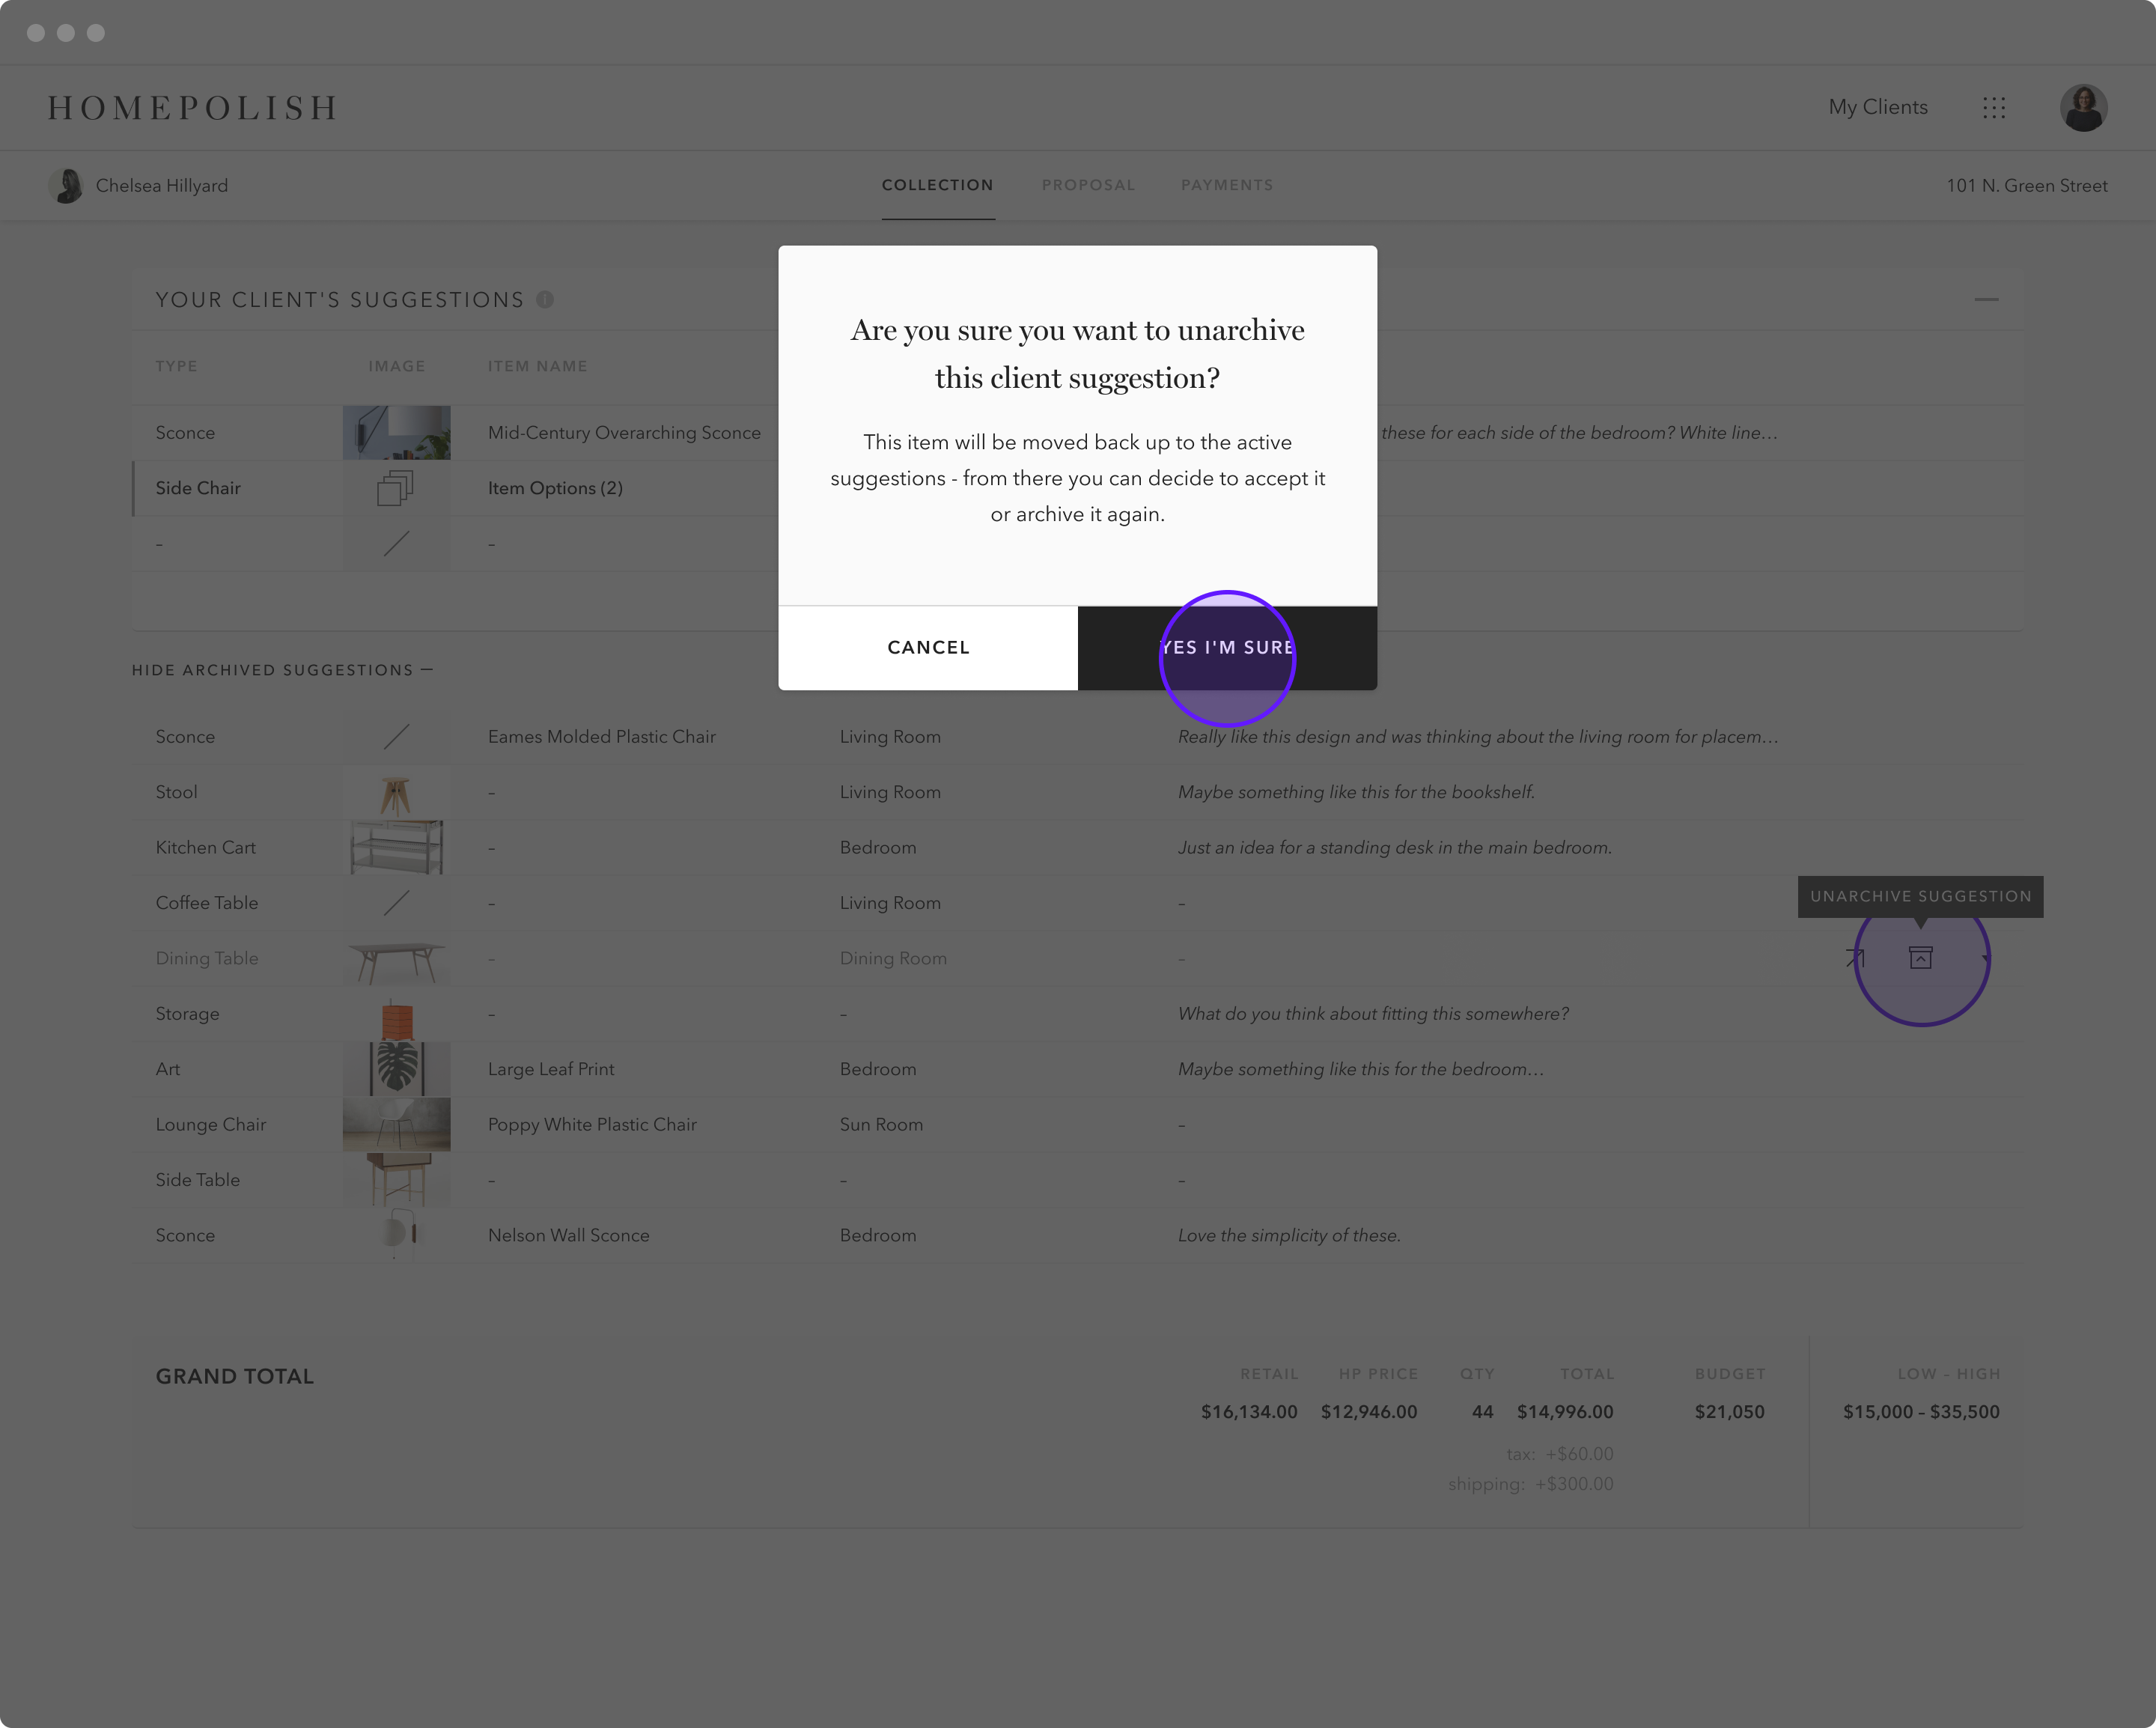 HOMEPOLISH
My Clients
Chelsea Hillyard
COLLECTION
PROPOSAL
PAYMENTS
101 N. Green Street
YOUR CLIENT'S SUGGESTIONS
TYPE
IMAGE
ITEM NAME
Sconce
Mid-Century Overarching Sconce
these for each side of the bedroom? White line...
Side Chair
Item Options (2)
–
–
Are you sure you want to unarchive
this client suggestion?
This item will be moved back up to the active
suggestions - from there you can decide to accept it
or archive it again.
CANCEL
YES I'M SURE
HIDE ARCHIVED SUGGESTIONS –
Sconce
Eames Molded Plastic Chair
Living Room
Really like this design and was thinking about the living room for placem...
Stool
–
Living Room
Maybe something like this for the bookshelf.
Kitchen Cart
–
Bedroom
Just an idea for a standing desk in the main bedroom.
Coffee Table
–
Living Room
–
UNARCHIVE SUGGESTION
Dining Table
–
Dining Room
–
Storage
–
–
What do you think about fitting this somewhere?
Art
Large Leaf Print
Bedroom
Maybe something like this for the bedroom...
Lounge Chair
Poppy White Plastic Chair
Sun Room
–
Side Table
–
–
–
Sconce
Nelson Wall Sconce
Bedroom
Love the simplicity of these.
GRAND TOTAL
RETAIL
HP PRICE
QTY
TOTAL
BUDGET
LOW – HIGH
$16,134.00
$12,946.00
44
$14,996.00
$21,050
$15,000 – $35,500
tax: +$60.00
shipping: +$300.00